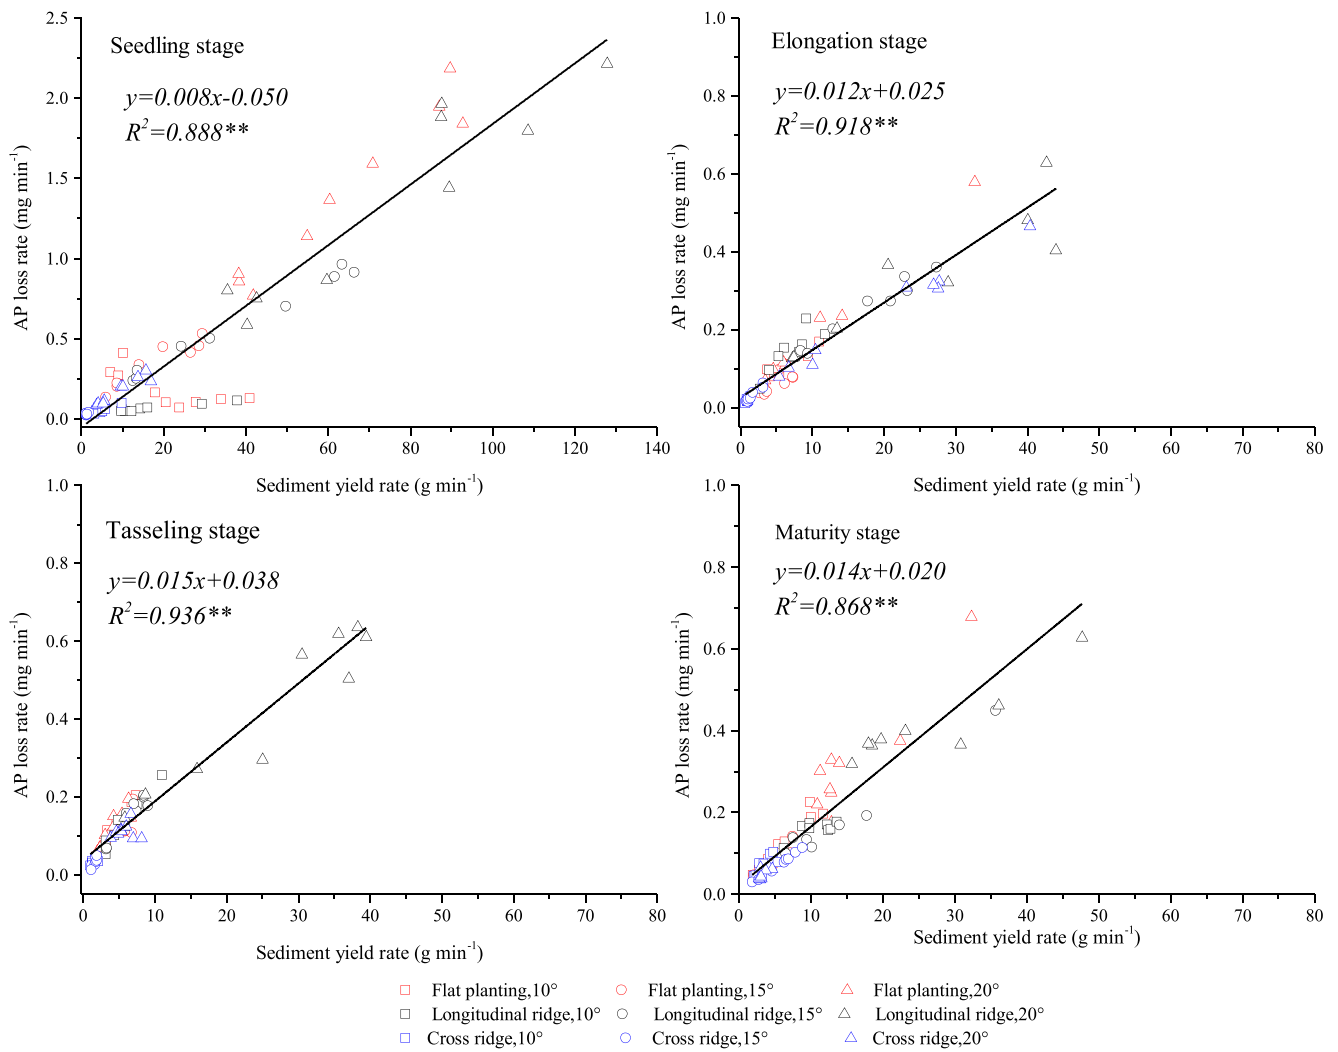 Seedling stage
y=0.008x-0.050
R²=0.888**
AP loss rate (mg min⁻¹)
2.5
2.0
1.5
1.0
0.5
0.0
0 20 40 60 80 100 120 140
Sediment yield rate (g min⁻¹)
Elongation stage
y=0.012x+0.025
R²=0.918**
AP loss rate (mg min⁻¹)
1.0
0.8
0.6
0.4
0.2
0.0
0 10 20 30 40 50 60 70 80
Sediment yield rate (g min⁻¹)
Tasseling stage
y=0.015x+0.038
R²=0.936**
AP loss rate (mg min⁻¹)
1.0
0.8
0.6
0.4
0.2
0.0
0 10 20 30 40 50 60 70 80
Sediment yield rate (g min⁻¹)
Maturity stage
y=0.014x+0.020
R²=0.868**
AP loss rate (mg min⁻¹)
1.0
0.8
0.6
0.4
0.2
0.0
0 10 20 30 40 50 60 70 80
Sediment yield rate (g min⁻¹)
Flat planting,10° Flat planting,15° Flat planting,20°
Longitudinal ridge,10° Longitudinal ridge,15° Longitudinal ridge,20°
Cross ridge,10° Cross ridge,15° Cross ridge,20°